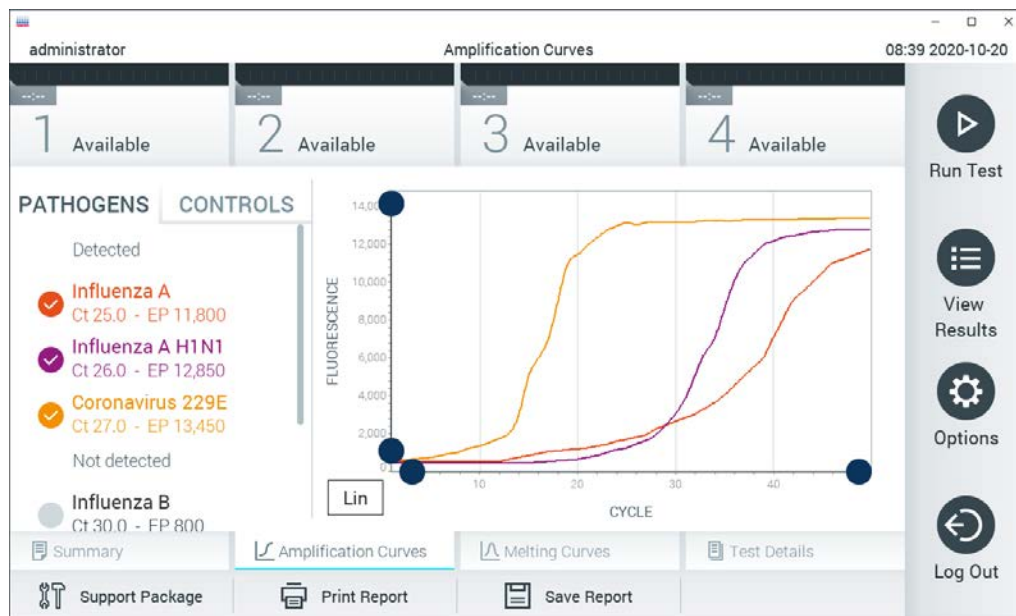 administrator
Amplification Curves
08:39 2020-10-20
--:--
1 Available
--:--
2 Available
--:--
3 Available
--:--
4 Available
Run Test
View
Results
Options
Log Out
PATHOGENS
CONTROLS
Detected
Influenza A
Ct 25.0 - EP 11,800
Influenza A H1N1
Ct 26.0 - EP 12,850
Coronavirus 229E
Ct 27.0 - EP 13,450
Not detected
Influenza B
Ct 30.0 - EP 800
FLUORESCENCE
14,000
12,000
10,000
8,000
6,000
4,000
2,000
0
10
20
30
40
CYCLE
Lin
Summary
Amplification Curves
Melting Curves
Test Details
Support Package
Print Report
Save Report